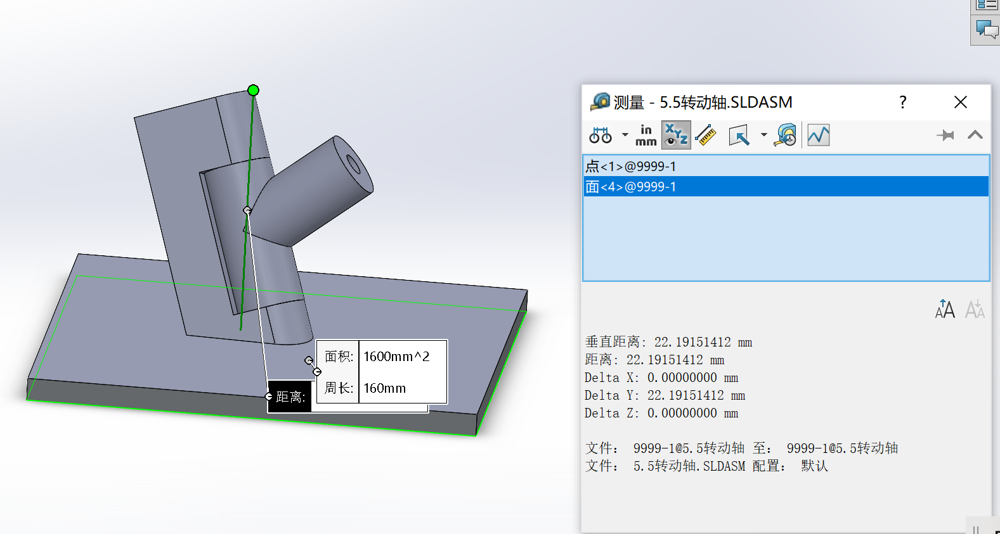 测量 - 5.5转动轴.SLDASM
?
in
mm
XYZ
点<1>@9999-1
面<4>@9999-1
AA
AA
垂直距离: 22.19151412 mm
距离: 22.19151412 mm
Delta X: 0.00000000 mm
Delta Y: 22.19151412 mm
Delta Z: 0.00000000 mm
文件: 9999-1@5.5转动轴 至: 9999-1@5.5转动轴
文件: 5.5转动轴.SLDASM 配置: 默认
面积: 1600mm^2
周长: 160mm
距离: